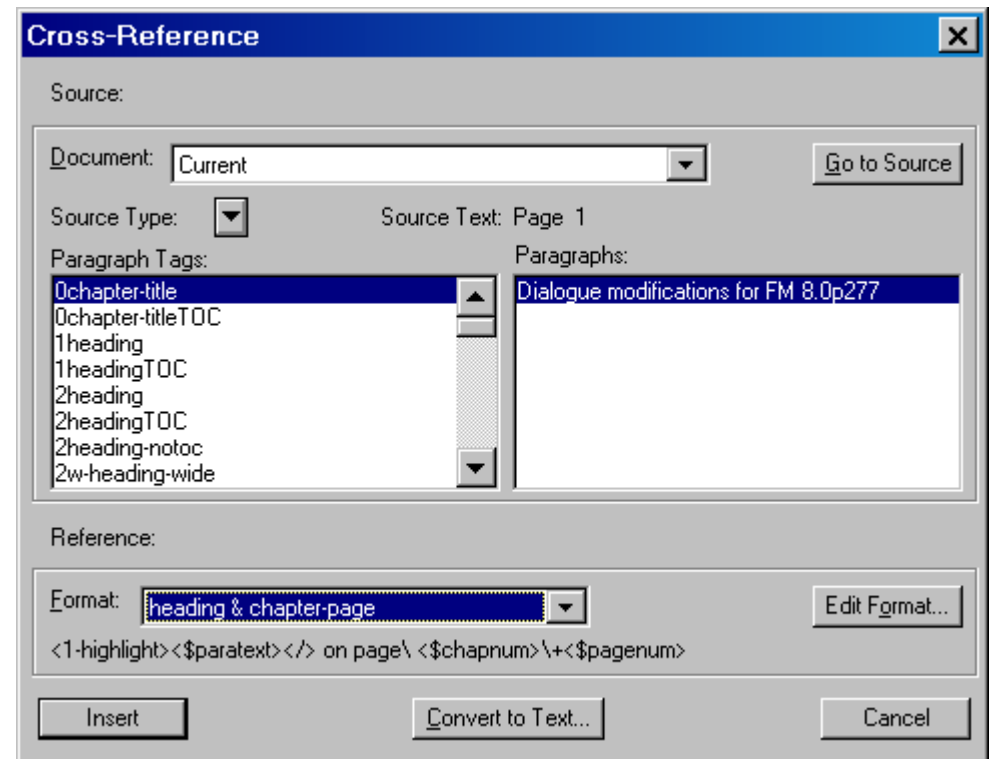 Cross-Reference
Source:
Document: Current Go to Source
Source Type: Source Text: Page 1
Paragraph Tags: Paragraphs:
0chapter-title Dialogue modifications for FM 8.0p277
0chapter-titleTOC
1heading
1headingTOC
2heading
2headingTOC
2heading-notoc
2w-heading-wide
Reference:
Format: heading & chapter-page Edit Format...
<1-highlight><$paratext></> on page\ <$chapnum>\+<$pagenum>
Insert Convert to Text... Cancel